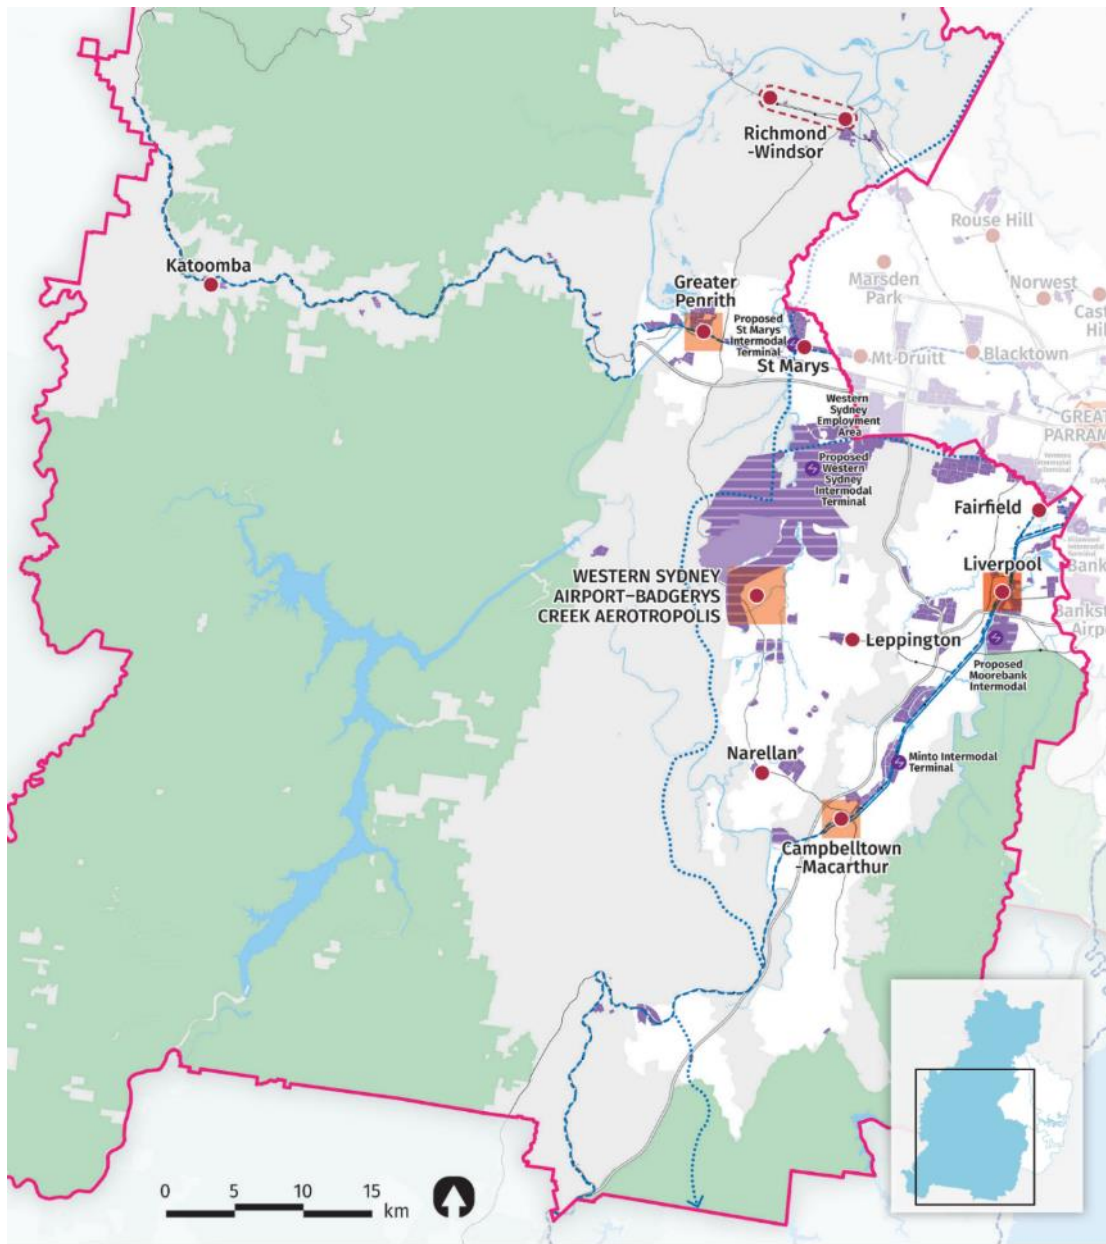 Richmond
-Windsor
Rouse Hill
Katoomba
Marsden
Park
Norwest
Greater
Penrith
Proposed
St Marys
Intermodal
Terminal
St Marys
Mt Druitt
Blacktown
Western
Sydney
Employment
Area
Proposed
Western
Sydney
Intermodal
Terminal
Fairfield
Liverpool
WESTERN SYDNEY
AIRPORT–BADGERYS
CREEK AEROTROPOLIS
Leppington
Proposed
Moorebank
Intermodal
Narellan
Minto Intermodal
Terminal
Campbelltown
-Macarthur
0 5 10 15
km